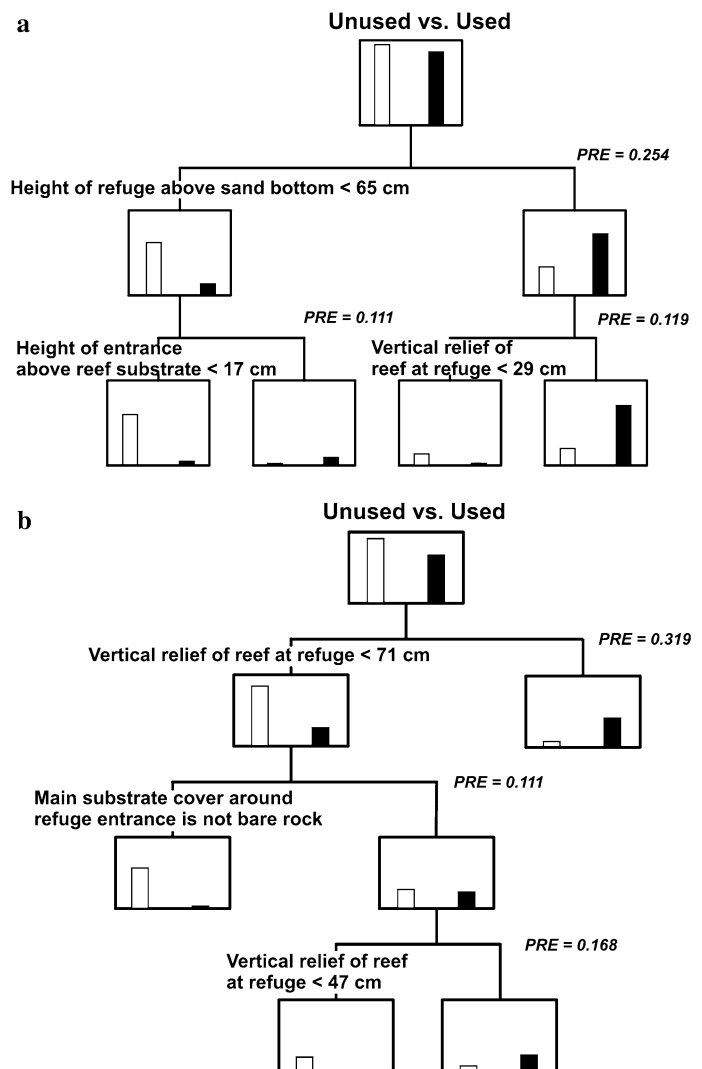 a
Unused vs. Used
PRE = 0.254
Height of refuge above sand bottom < 65 cm
PRE = 0.111
PRE = 0.119
Height of entrance
above reef substrate < 17 cm
Vertical relief of
reef at refuge < 29 cm
b
Unused vs. Used
PRE = 0.319
Vertical relief of reef at refuge < 71 cm
PRE = 0.111
Main substrate cover around
refuge entrance is not bare rock
PRE = 0.168
Vertical relief of reef
at refuge < 47 cm